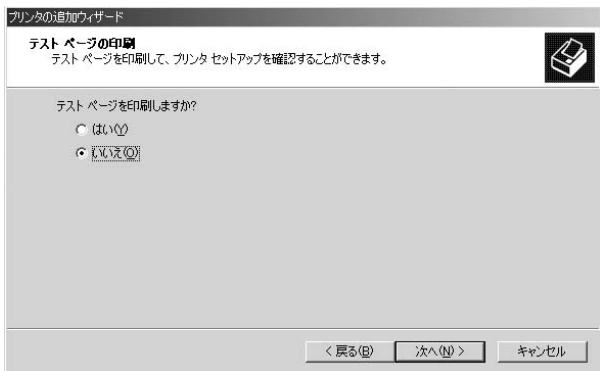 プリンタの追加ウィザード
テスト ページの印刷
テスト ページを印刷して、プリンタ セットアップを確認することができます。
テスト ページを印刷しますか?
はい(Y)
いいえ(O)
< 戻る(B) 次へ(N) > キャンセル